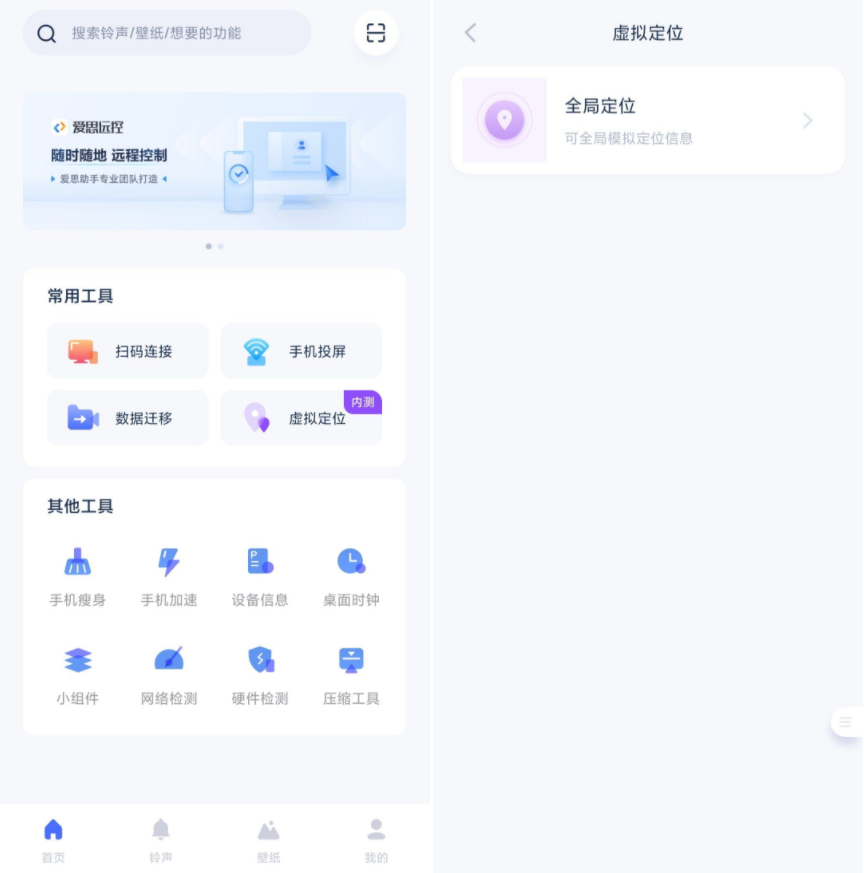 搜索铃声/壁纸/想要的功能
爱思远控
随时随地 远程控制
爱思助手专业团队打造
常用工具
扫码连接
手机投屏
数据迁移
虚拟定位
内测
其他工具
手机瘦身
手机加速
设备信息
桌面时钟
小组件
网络检测
硬件检测
压缩工具
首页
铃声
壁纸
我的
虚拟定位
全局定位
可全局模拟定位信息